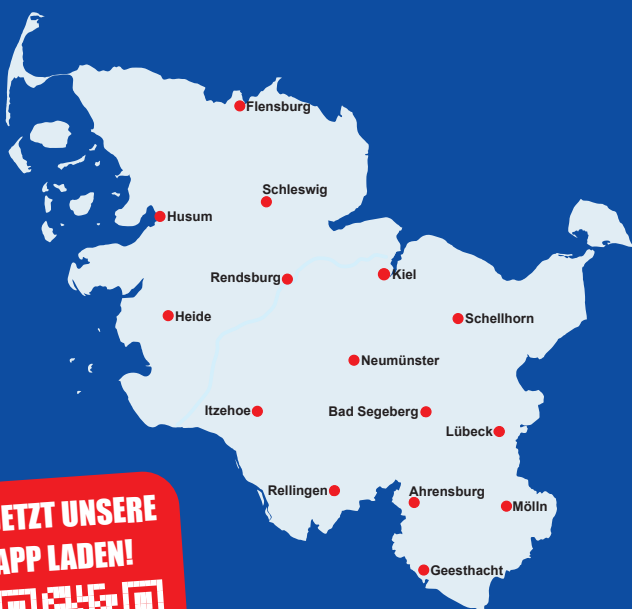 Flensburg
Schleswig
Husum
Rendsburg
Kiel
Heide
Schellhorn
Neumünster
Itzehoe
Bad Segeberg
Lübeck
Rellingen
Ahrensburg
Mölln
Geesthacht
ETZT UNSERE
APP LADEN!